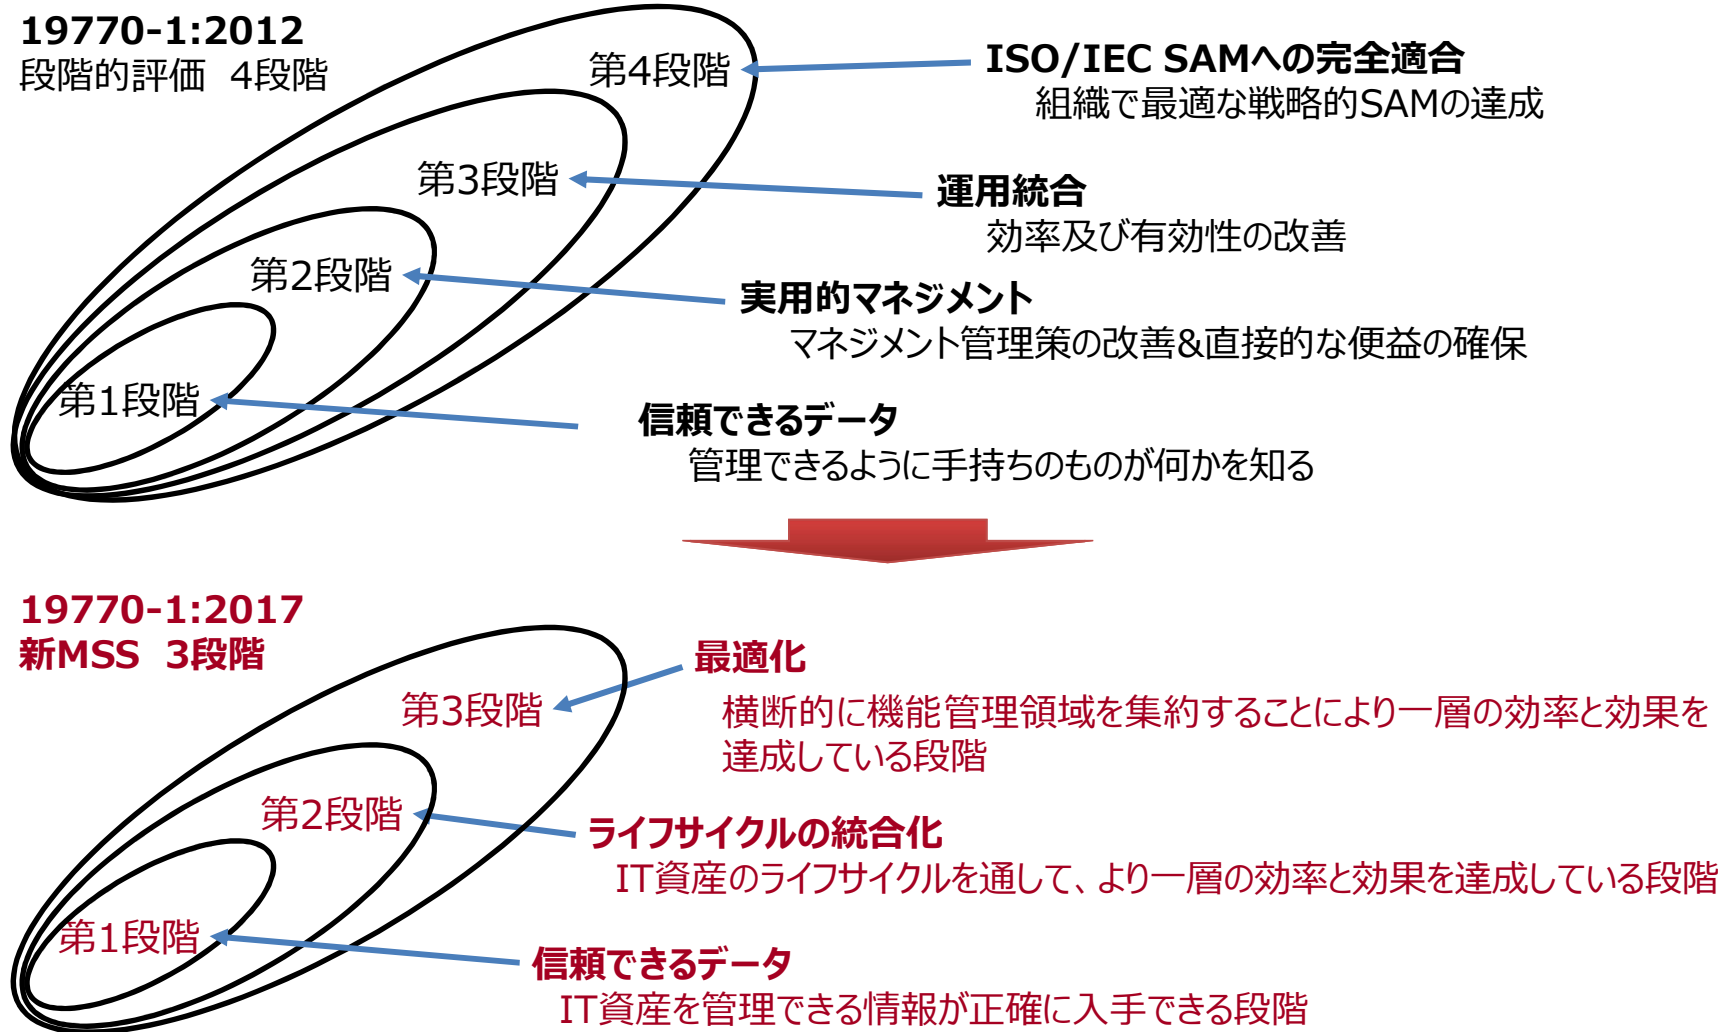 19770-1:2012
段階的評価 4段階
第4段階
ISO/IEC SAMへの完全適合
組織で最適な戦略的SAMの達成
第3段階
運用統合
効率及び有効性の改善
第2段階
実用的マネジメント
マネジメント管理策の改善&直接的な便益の確保
第1段階
信頼できるデータ
管理できるように手持ちのものが何かを知る
19770-1:2017
新MSS 3段階
第3段階
最適化
横断的に機能管理領域を集約することにより一層の効率と効果を
達成している段階
第2段階
ライフサイクルの統合化
IT資産のライフサイクルを通して、より一層の効率と効果を達成している段階
第1段階
信頼できるデータ
IT資産を管理できる情報が正確に入手できる段階